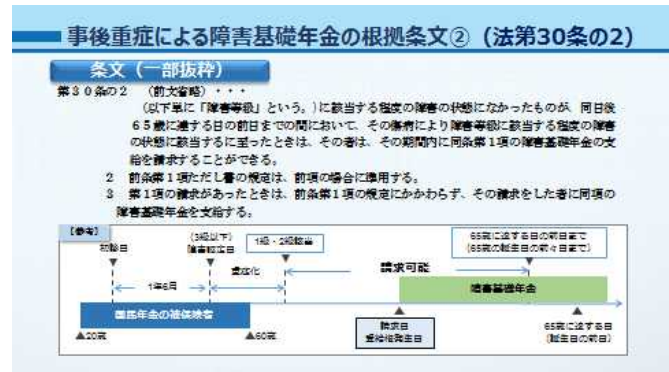 事後重症による障害基礎年金の根拠条文②（法第30条の2）
条文（一部抜粋）
第３０条の２　（前文省略）・・・
（以下単に「障害等級」という。）に該当する程度の障害の状態になかったものが、同日後
６５歳に達する日の前日までの間において、その傷病により障害等級に該当する程度の障害
の状態に該当するに至ったときは、その者は、その期間内に同条第１項の障害基礎年金の支
給を請求することができる。
２　前条第１項ただし書の規定は、前項の場合に準用する。
３　第１項の請求があったときは、前条第１項の規定にかかわらず、その請求をした者に同項の
障害基礎年金を支給する。
【参考】
初診日
（3級以下）
障害認定日
1級・2級該当
65歳に達する日の前日まで
（65歳の誕生日の前々日まで）
重症化
請求可能
1年6月
障害基礎年金
国民年金の被保険者
▲20歳
▲60歳
請求日
受給権発生日
65歳に達する日
（誕生日の前日）